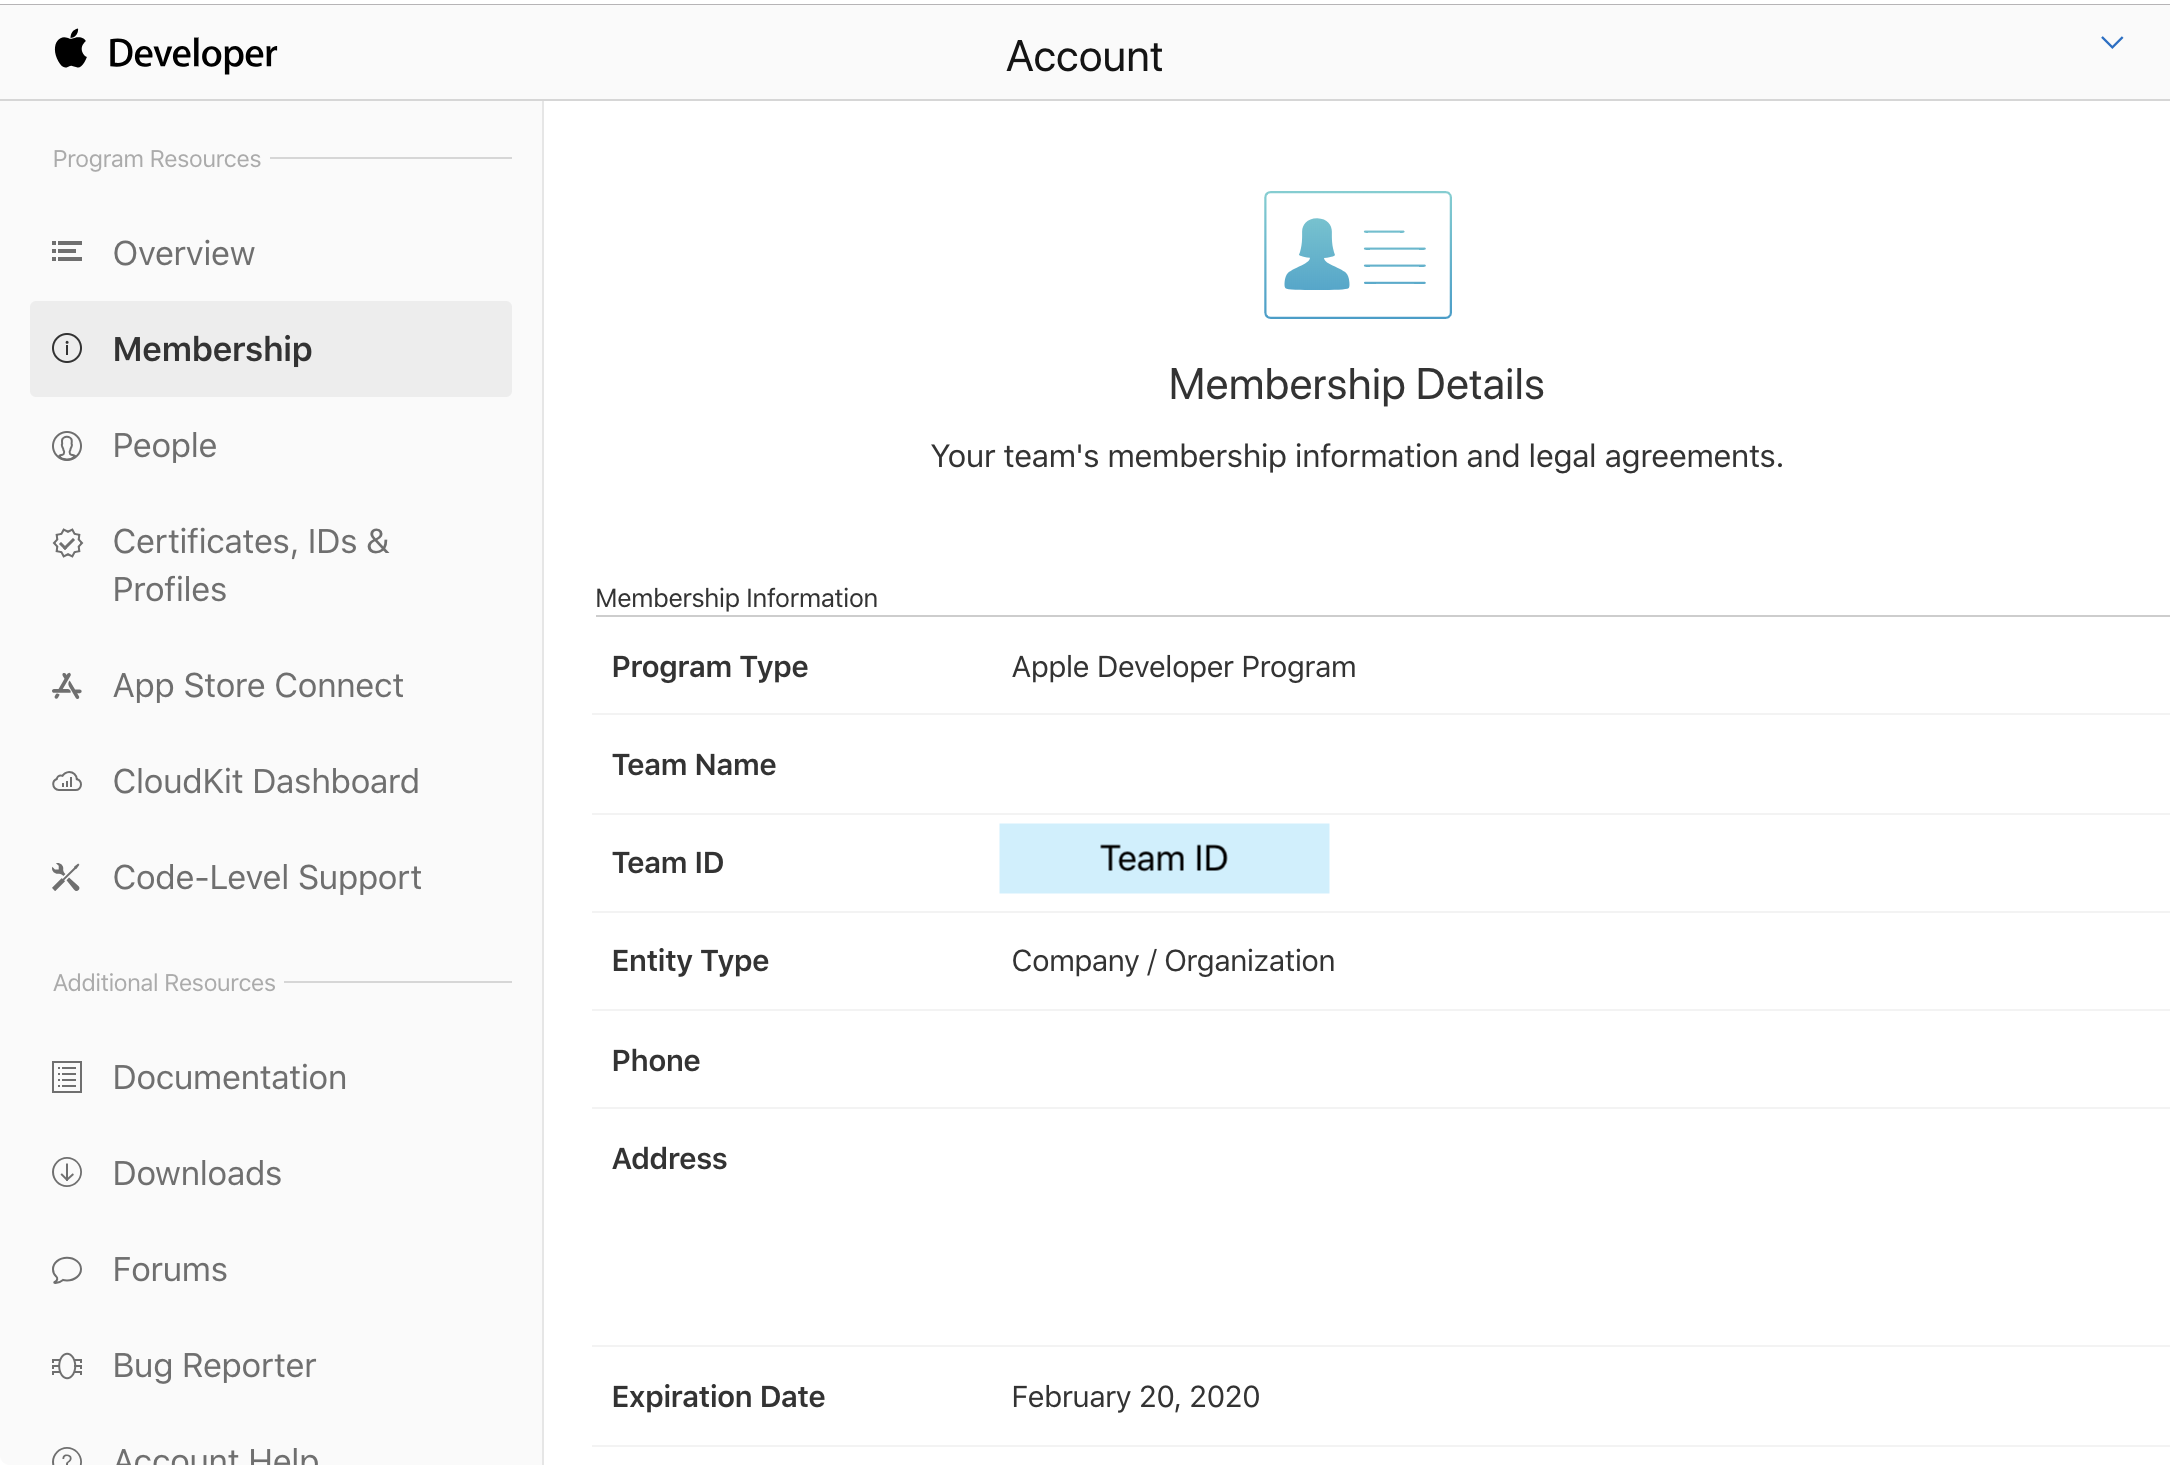 Developer
Account
Program Resources
Overview
Membership
People
Certificates, IDs &
Profiles
App Store Connect
CloudKit Dashboard
Code-Level Support
Additional Resources
Documentation
Downloads
Forums
Bug Reporter
Account Help
Membership Details
Your team's membership information and legal agreements.
Membership Information
Program Type Apple Developer Program
Team Name
Team ID Team ID
Entity Type Company / Organization
Phone
Address
Expiration Date February 20, 2020